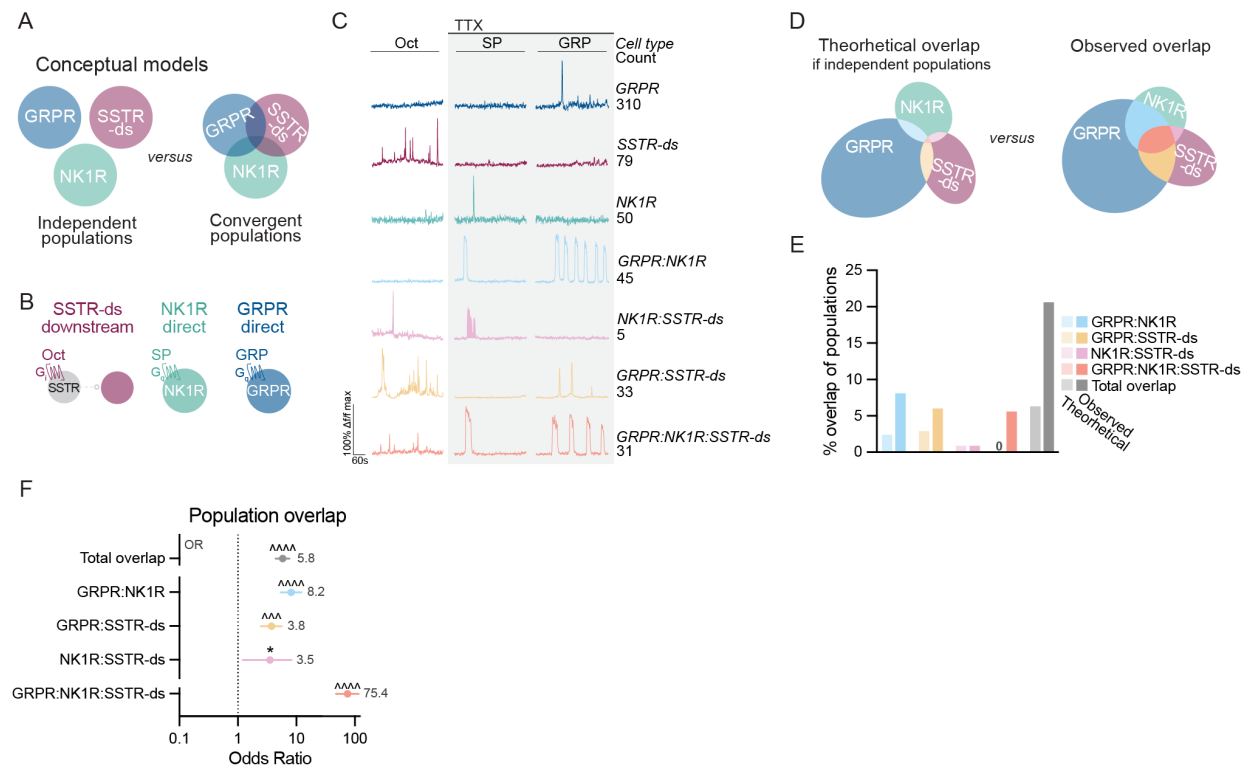 A
Conceptual models
GRPR
SSTR
-ds
NK1R
versus
GRPR
SSTR
-ds
NK1R
Independent
populations
Convergent
populations
B
SSTR-ds
downstream
NK1R
direct
GRPR
direct
Oct
G
SSTR
SP
G
NK1R
GRP
G
GRPR
C
TTX
Oct
SP
GRP
Cell type
Count
GRPR
310
SSTR-ds
79
NK1R
50
GRPR:NK1R
45
NK1R:SSTR-ds
5
GRPR:SSTR-ds
33
GRPR:NK1R:SSTR-ds
31
100% Δf/f max
60s
D
Theorhetical overlap
if independent populations
NK1R
GRPR
SSTR
-ds
versus
Observed overlap
NK1R
GRPR
SSTR
-ds
E
% overlap of populations
25
20
15
10
5
0
0
GRPR:NK1R
GRPR:SSTR-ds
NK1R:SSTR-ds
GRPR:NK1R:SSTR-ds
Total overlap
Observed
Theorhetical
F
Population overlap
OR
Total overlap
^^^^
5.8
GRPR:NK1R
^^^^
8.2
GRPR:SSTR-ds
^^^
3.8
NK1R:SSTR-ds
*
3.5
GRPR:NK1R:SSTR-ds
^^^^
75.4
0.1
1
10
100
Odds Ratio